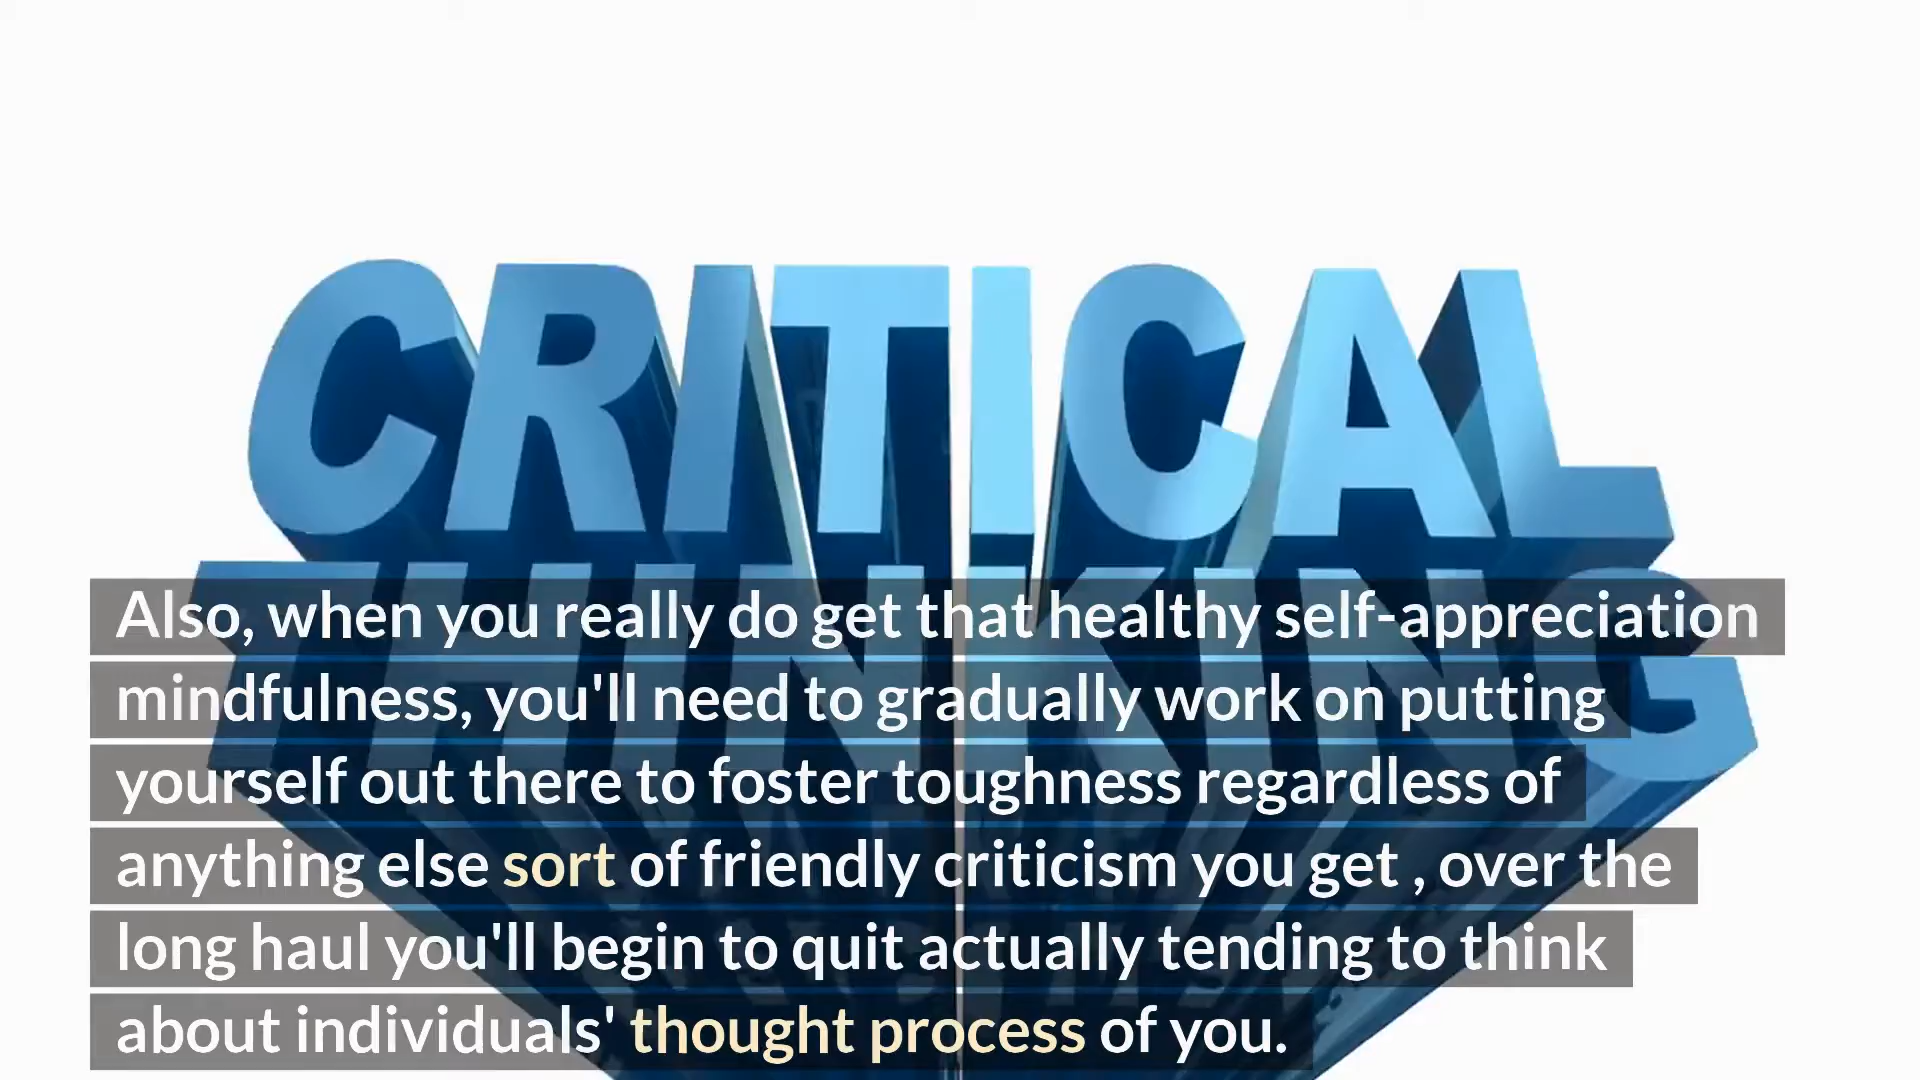 CRITICAL
THINKING
Also, when you really do get that healthy self-appreciation
mindfulness, you'll need to gradually work on putting
yourself out there to foster toughness regardless of
anything else sort of friendly criticism you get , over the
long haul you'll begin to quit actually tending to think
about individuals' thought process of you.